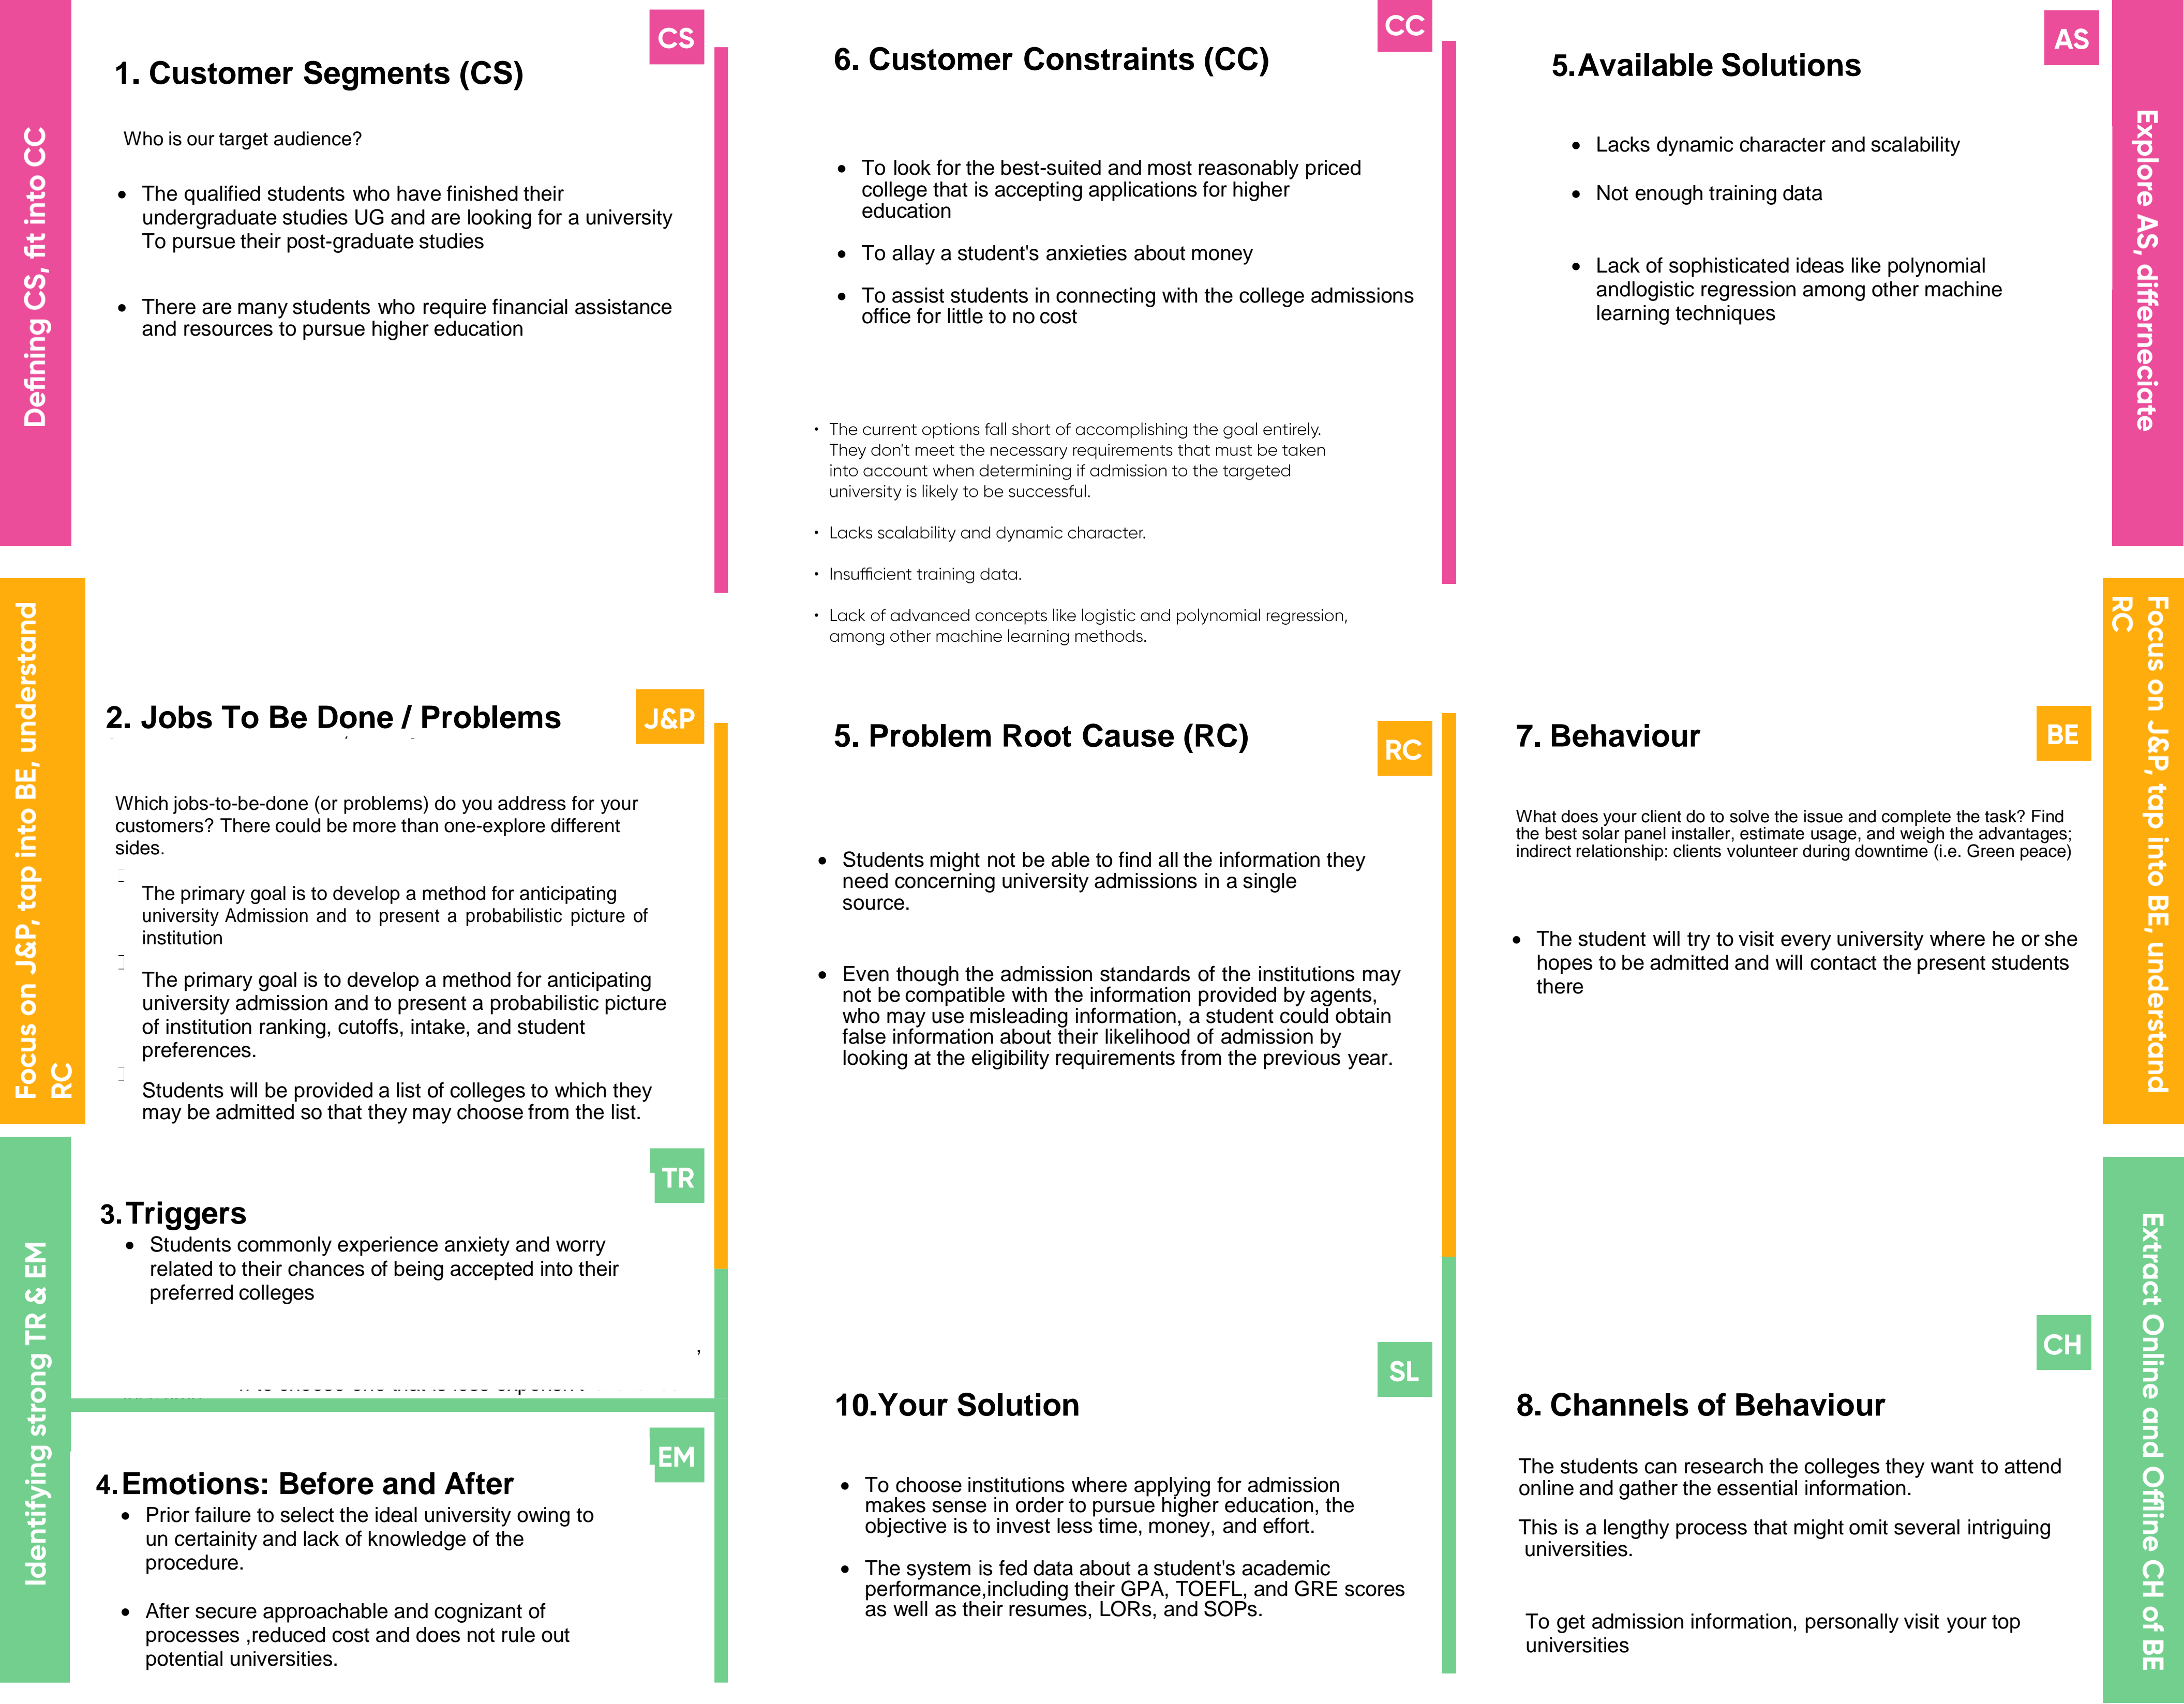 Defining CS, fit into CC
CS
1. Customer Segments (CS)
Who is our target audience?
• The qualified students who have finished their
undergraduate studies UG and are looking for a university
To pursue their post-graduate studies
• There are many students who require financial assistance
and resources to pursue higher education
CC
6. Customer Constraints (CC)
• To look for the best-suited and most reasonably priced
college that is accepting applications for higher
education
• To allay a student's anxieties about money
• To assist students in connecting with the college admissions
office for little to no cost
• The current options fall short of accomplishing the goal entirely.
They don't meet the necessary requirements that must be taken
into account when determining if admission to the targeted
university is likely to be successful.
• Lacks scalability and dynamic character.
• Insufficient training data.
• Lack of advanced concepts like logistic and polynomial regression,
among other machine learning methods.
AS
5.Available Solutions
• Lacks dynamic character and scalability
• Not enough training data
• Lack of sophisticated ideas like polynomial
andlogistic regression among other machine
learning techniques
Explore AS, differneciate
Focus on J&P, tap into BE, understand
RC
J&P
2. Jobs To Be Done / Problems
Which jobs-to-be-done (or problems) do you address for your
customers? There could be more than one-explore different
sides.
The primary goal is to develop a method for anticipating
university Admission and to present a probabilistic picture of
institution
The primary goal is to develop a method for anticipating
university admission and to present a probabilistic picture
of institution ranking, cutoffs, intake, and student
preferences.
Students will be provided a list of colleges to which they
may be admitted so that they may choose from the list.
RC
5. Problem Root Cause (RC)
• Students might not be able to find all the information they
need concerning university admissions in a single
source.
• Even though the admission standards of the institutions may
not be compatible with the information provided by agents,
who may use misleading information, a student could obtain
false information about their likelihood of admission by
looking at the eligibility requirements from the previous year.
BE
7. Behaviour
What does your client do to solve the issue and complete the task? Find
the best solar panel installer, estimate usage, and weigh the advantages;
indirect relationship: clients volunteer during downtime (i.e. Green peace)
• The student will try to visit every university where he or she
hopes to be admitted and will contact the present students
there
Focus on J&P, tap into BE, understand
RC
Identifying strong TR & EM
TR
3.Triggers
• Students commonly experience anxiety and worry
related to their chances of being accepted into their
preferred colleges
,
EM
4.Emotions: Before and After
• Prior failure to select the ideal university owing to
un certainity and lack of knowledge of the
procedure.
• After secure approachable and cognizant of
processes ,reduced cost and does not rule out
potential universities.
SL
10.Your Solution
• To choose institutions where applying for admission
makes sense in order to pursue higher education, the
objective is to invest less time, money, and effort.
• The system is fed data about a student's academic
performance,including their GPA, TOEFL, and GRE scores
as well as their resumes, LORs, and SOPs.
CH
8. Channels of Behaviour
The students can research the colleges they want to attend
online and gather the essential information.
This is a lengthy process that might omit several intriguing
universities.
To get admission information, personally visit your top
universities
Extract Online and Offline CH of BE